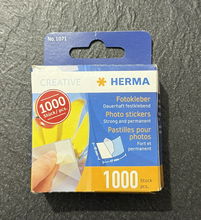 No. 1071
CREATIVE
HERMA
1000
Stück / pcs.
Fotokleber
Dauerhaft festklebend
Photo stickers
Strong and permanent
Pastilles pour
photos
Fort et
permanent
1000 Stück
pcs.